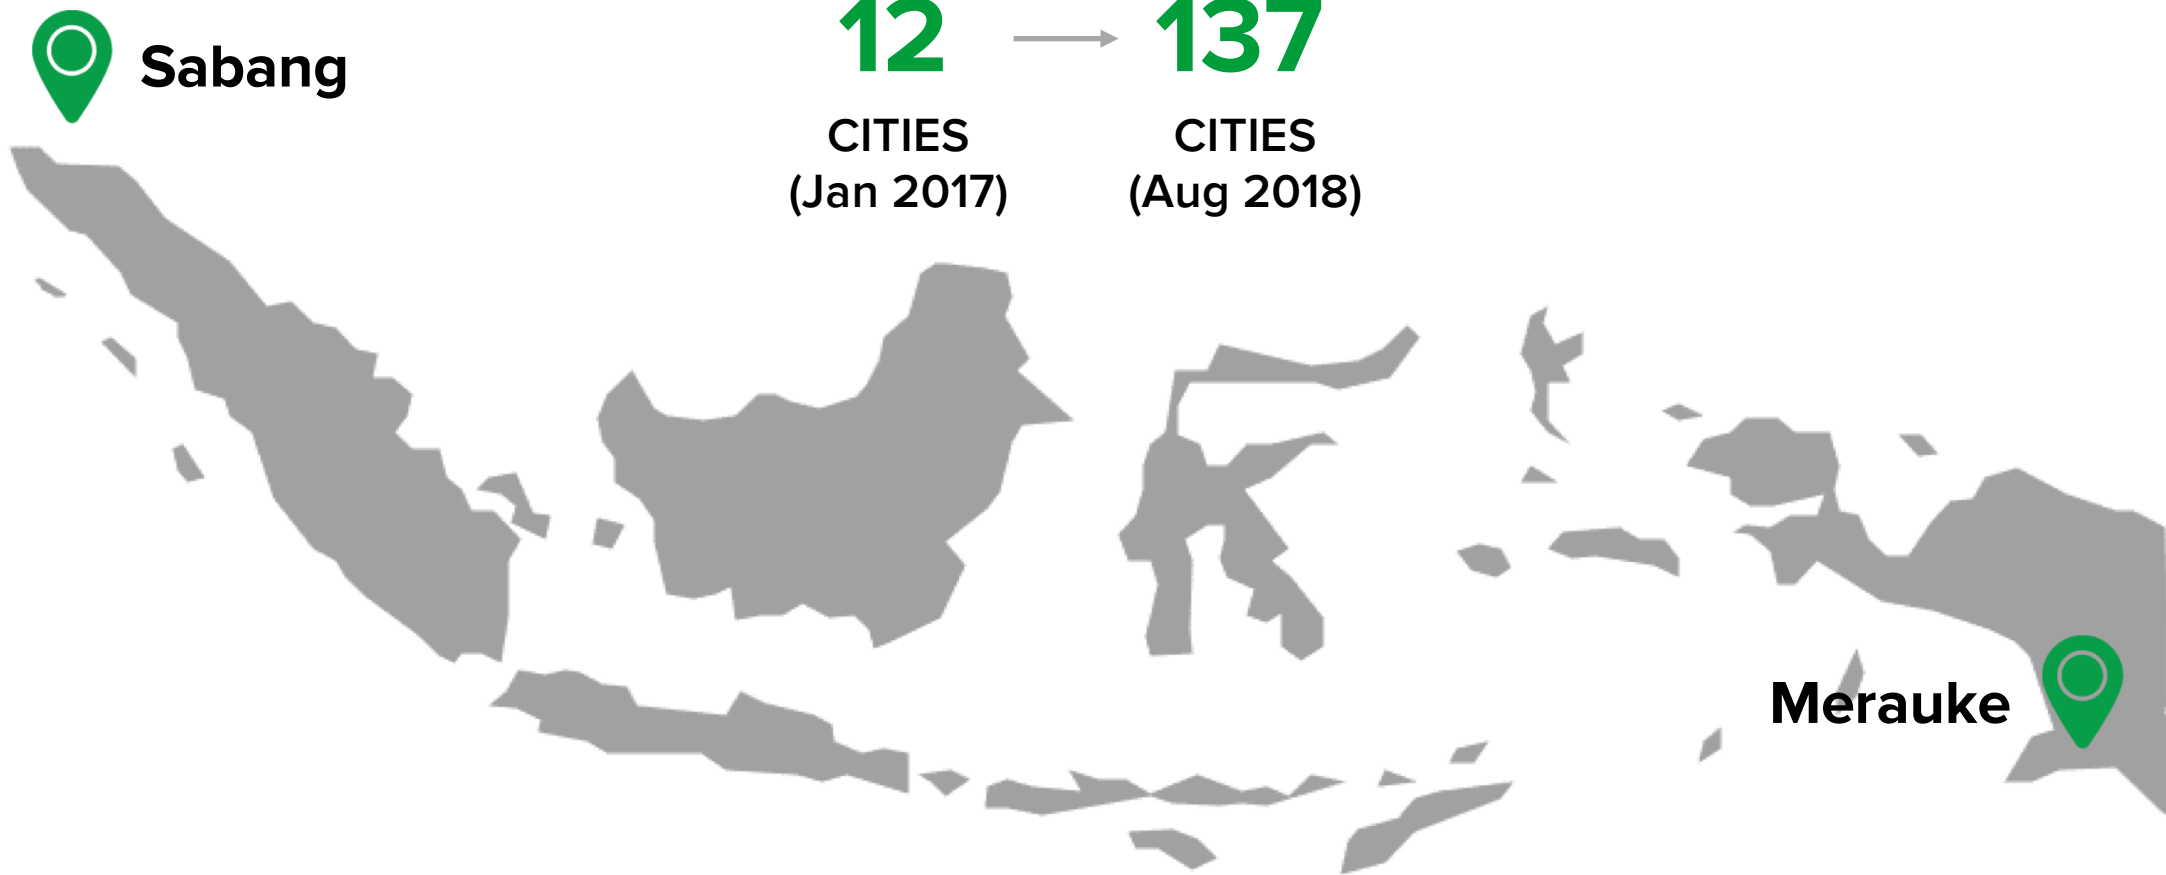 Sabang
12
137
CITIES
(Jan 2017)
CITIES
(Aug 2018)
Merauke